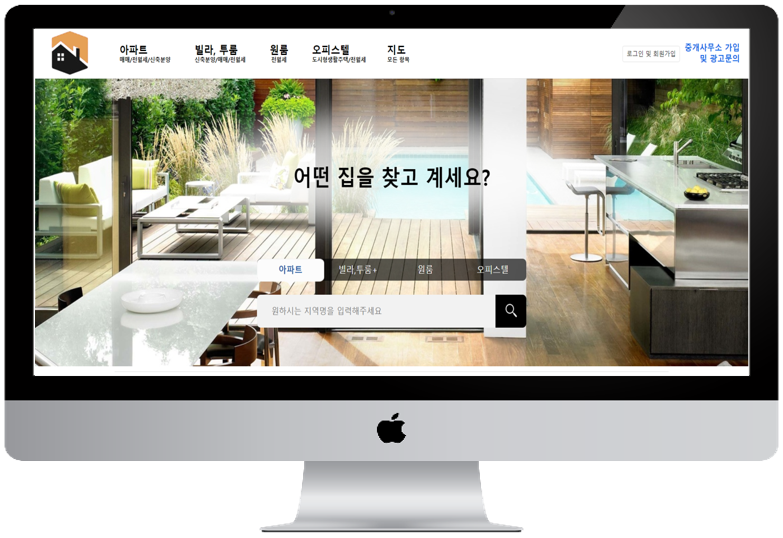 아파트
매매/전월세/신축분양
빌라, 투룸
신축분양/매매/전월세
원룸
전월세
오피스텔
도시형생활주택/전월세
지도
모든 항목
로그인 및 회원가입
중개사무소 가입
및 광고문의
어떤 집을 찾고 계세요?
아파트
빌라,투룸+
원룸
오피스텔
원하시는 지역명을 입력해주세요